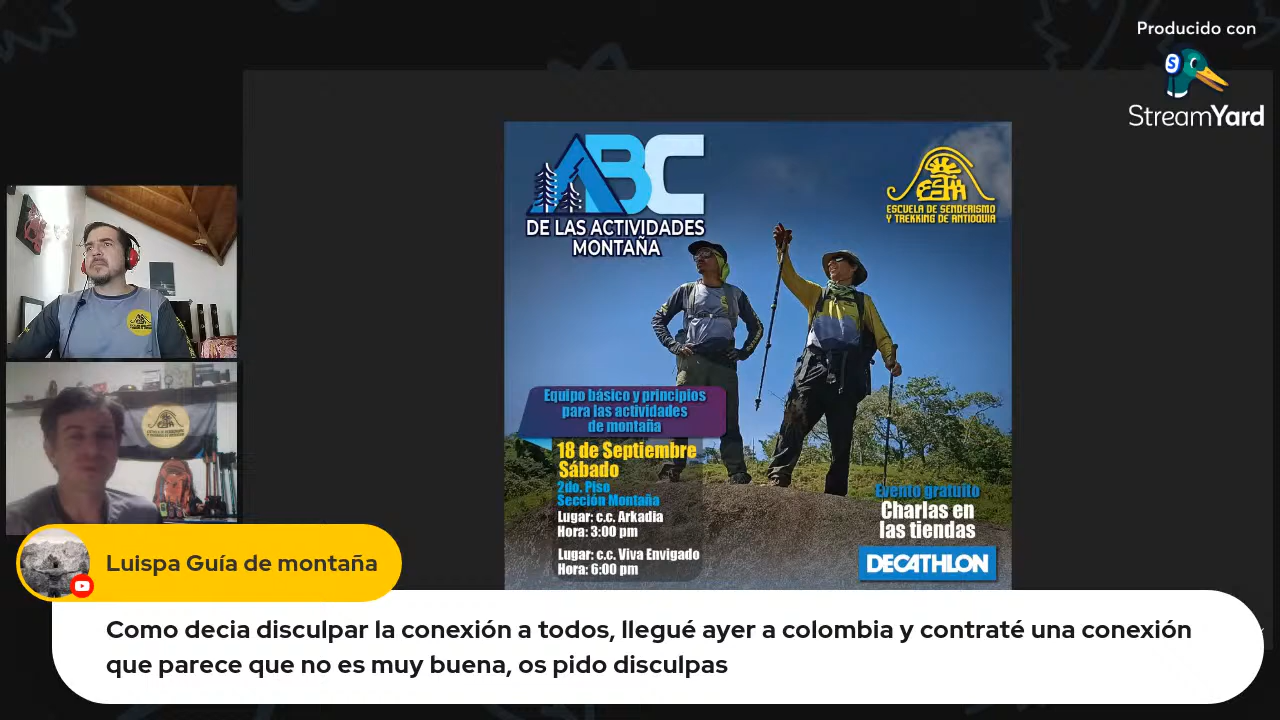 Producido con
StreamYard
ABC
DE LAS ACTIVIDADES
MONTAÑA
ESCUELA DE SENDERISMO
Y TREKKING DE ANTIOQUIA
Equipo básico y principios
para las actividades
de montaña
18 de Septiembre
Sábado
2do. Piso
Sección Montaña
Lugar: c.c. Arkadia
Hora: 3:00 pm
Lugar: c.c. Viva Envigado
Hora: 6:00 pm
Evento gratuito
Charlas en
las tiendas
DECATHLON
Luispa Guía de montaña
Como decia disculpar la conexión a todos, llegué ayer a colombia y contraté una conexión
que parece que no es muy buena, os pido disculpas